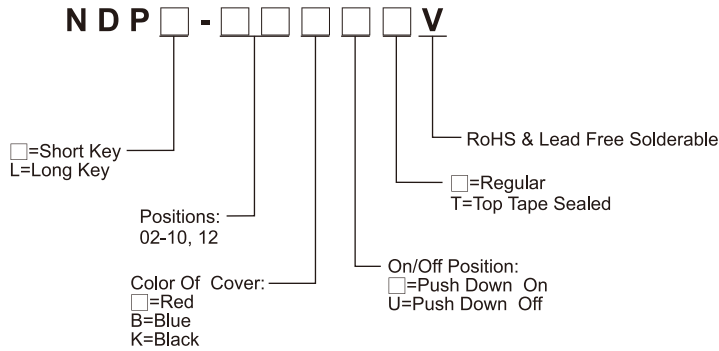 NDP□-□□□□□V
□=Short Key
L=Long Key
RoHS & Lead Free Solderable
□=Regular
T=Top Tape Sealed
Positions:
02-10, 12
On/Off Position:
□=Push Down On
U=Push Down Off
Color Of Cover:
□=Red
B=Blue
K=Black